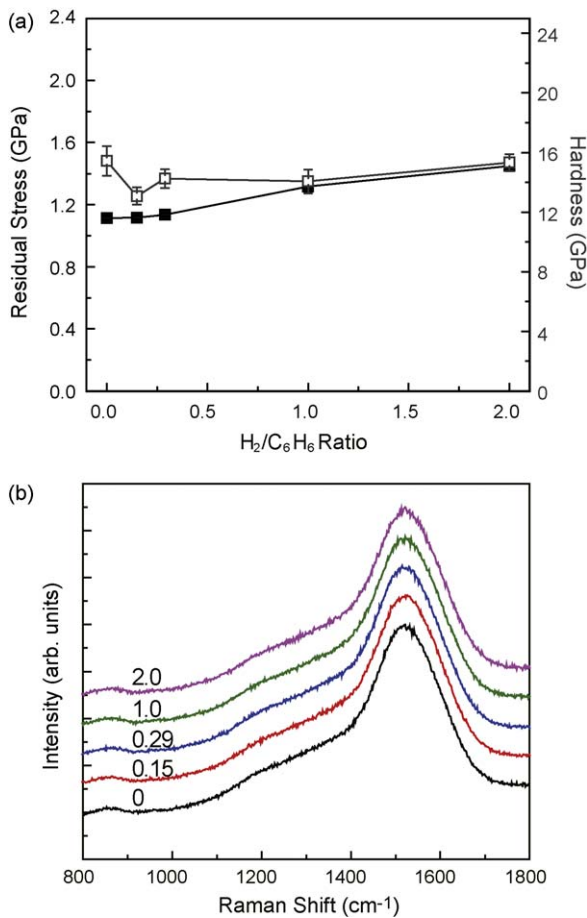 (a)
2.4
2.0
1.6
1.2
0.8
0.4
0.0
Residual Stress (GPa)
24
20
16
12
8
4
0
Hardness (GPa)
0.0 0.5 1.0 1.5 2.0
H₂/C₆H₆ Ratio
(b)
Intensity (arb. units)
2.0
1.0
0.29
0.15
0
800 1000 1200 1400 1600 1800
Raman Shift (cm⁻¹)